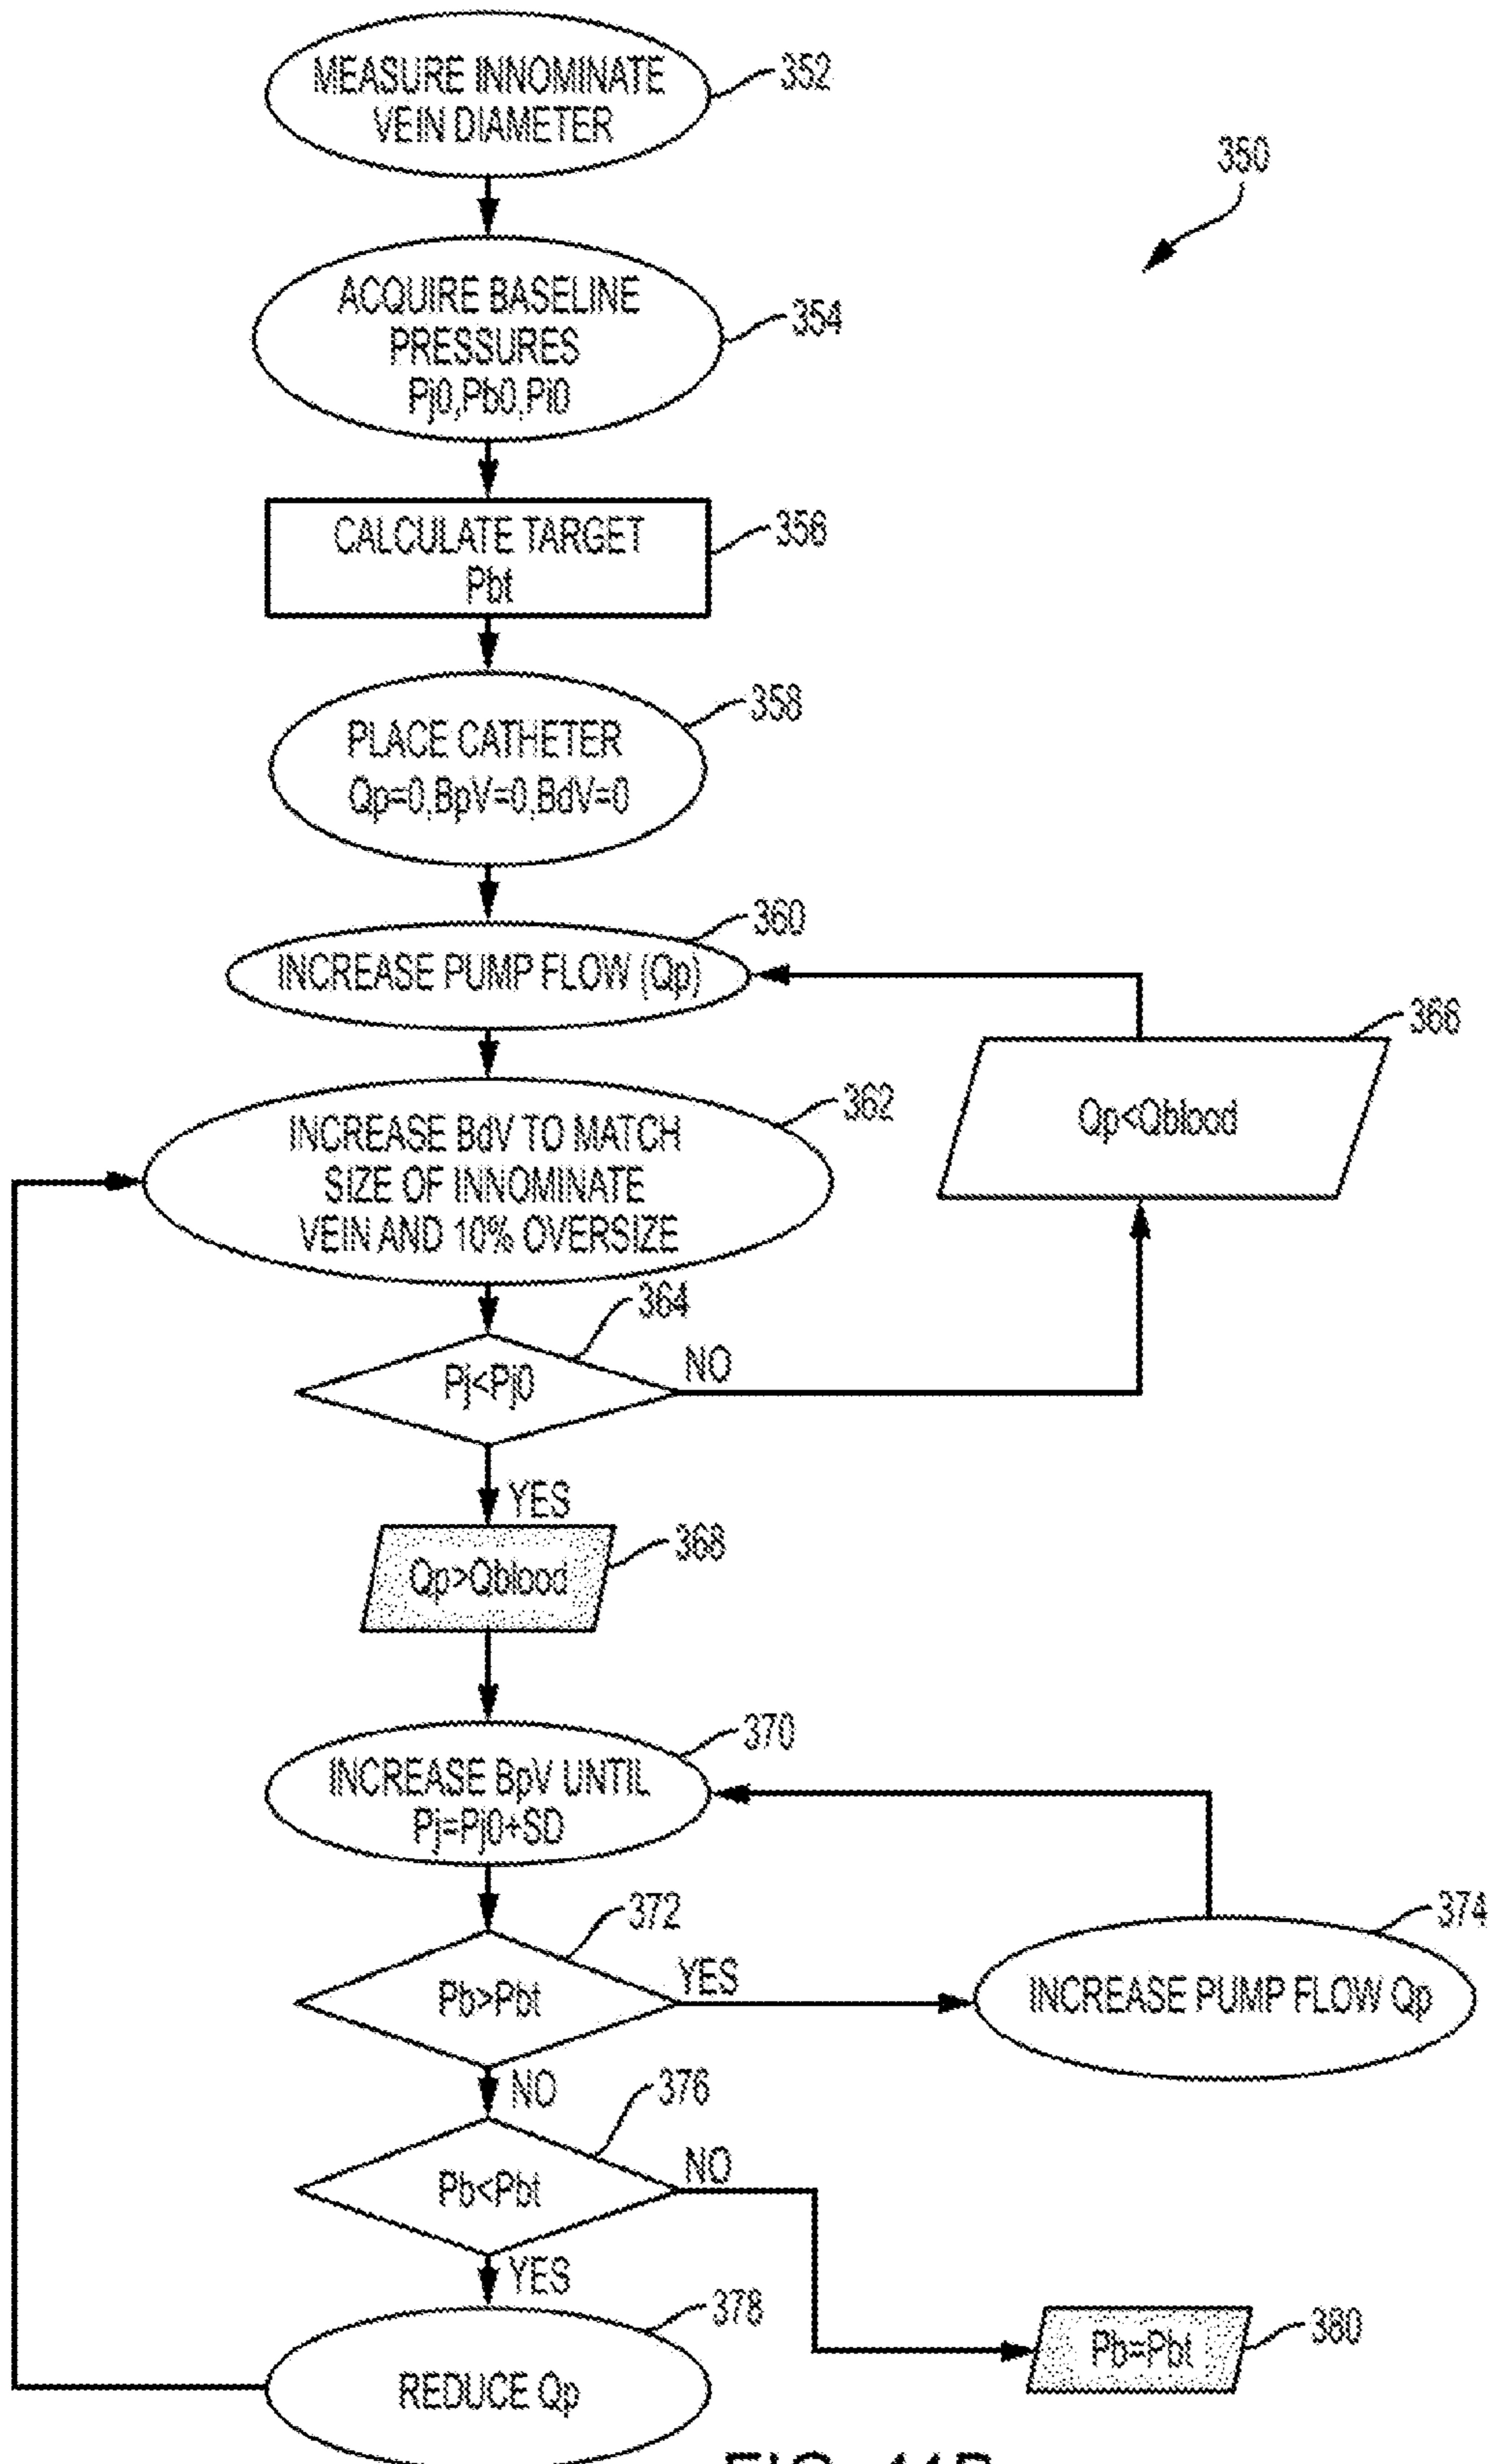 MEASURE INNOMINATE
VEIN DIAMETER
352
350
ACQUIRE BASELINE
PRESSURES
Pj0,Pb0,Pi0
354
CALCULATE TARGET
Pbt
356
PLACE CATHETER
Qp=0,BpV=0,BdV=0
358
INCREASE PUMP FLOW (Qp)
360
Qp<Qblood
366
INCREASE BdV TO MATCH
SIZE OF INNOMINATE
VEIN AND 10% OVERSIZE
362
Pj<Pj0
364
NO
YES
Qp>Qblood
368
INCREASE BpV UNTIL
Pj=Pj0+SD
370
Pb>Pbt
372
YES
INCREASE PUMP FLOW Qp
374
NO
Pb<Pbt
376
NO
YES
REDUCE Qp
378
Pb=Pbt
380